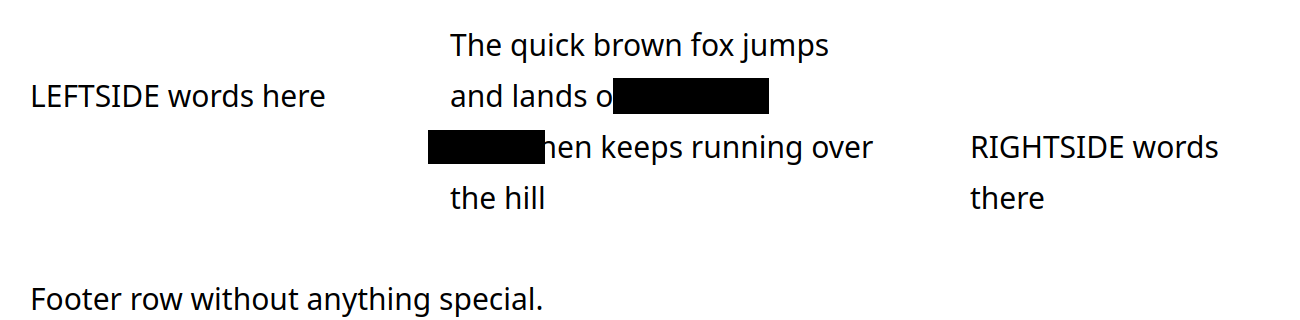 The quick brown fox jumps
LEFTSIDE words here
and lands
keeps running over
RIGHTSIDE words
the hill
there
Footer row without anything special.